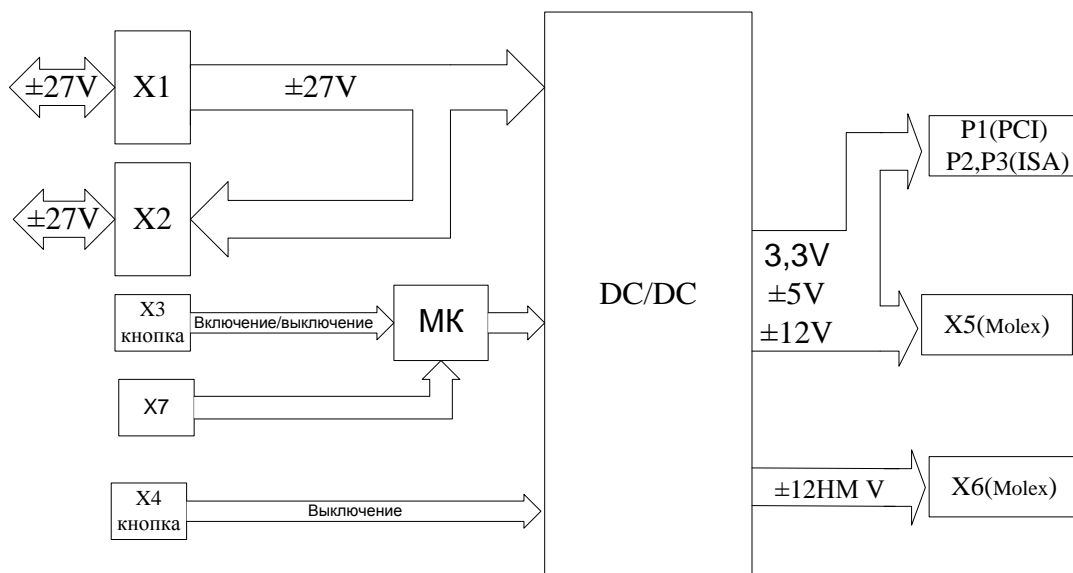 ±27V
X1
±27V
±27V
X2
X3
кнопка
Включение/выключение
МК
X7
X4
кнопка
Выключение
DC/DC
3,3V
±5V
±12V
±12НМ V
P1(PCI)
P2,P3(ISA)
X5(Molex)
X6(Molex)